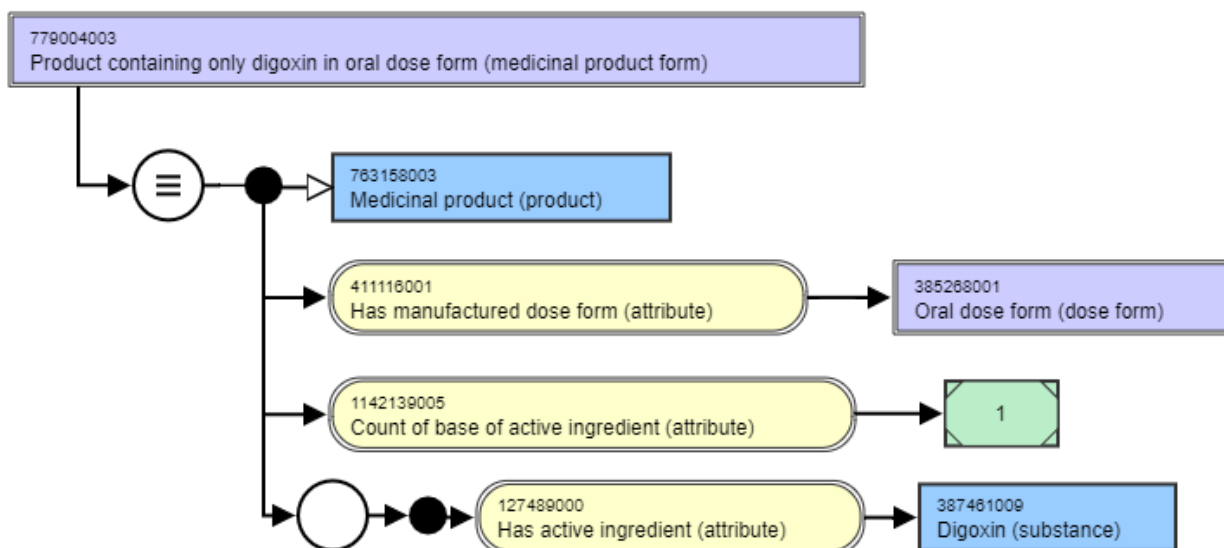 779004003
Product containing only digoxin in oral dose form (medicinal product form)
763158003
Medicinal product (product)
411116001
Has manufactured dose form (attribute)
385268001
Oral dose form (dose form)
1142139005
Count of base of active ingredient (attribute)
1
127489000
Has active ingredient (attribute)
387461009
Digoxin (substance)